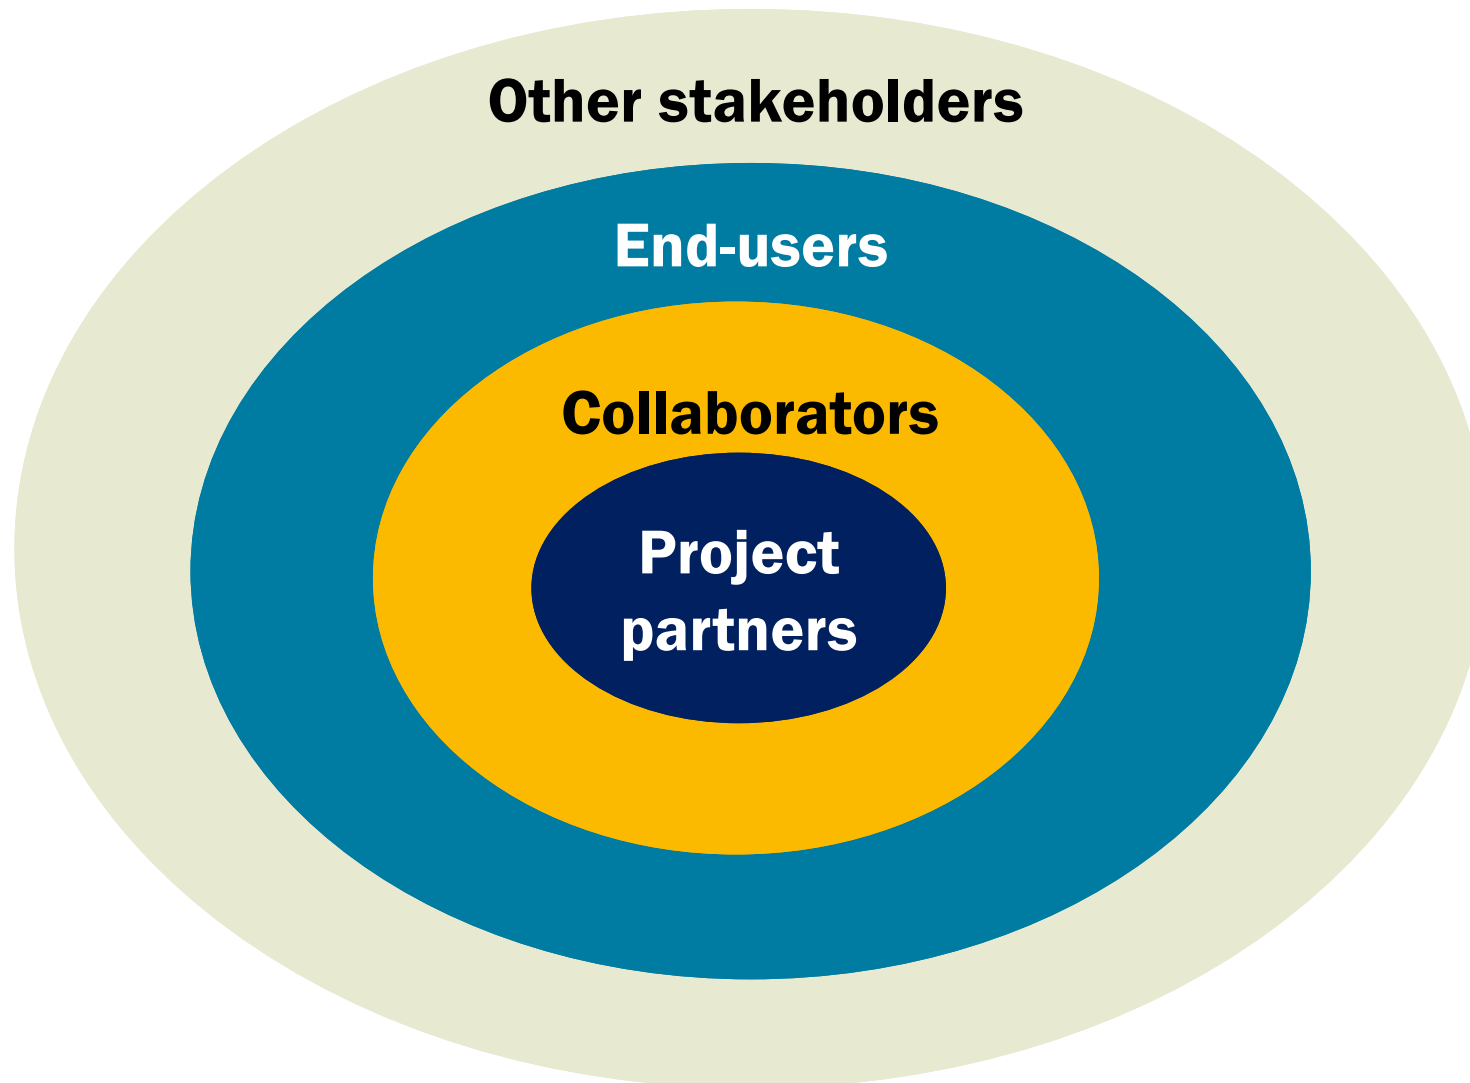 Other stakeholders
End-users
Collaborators
Project
partners